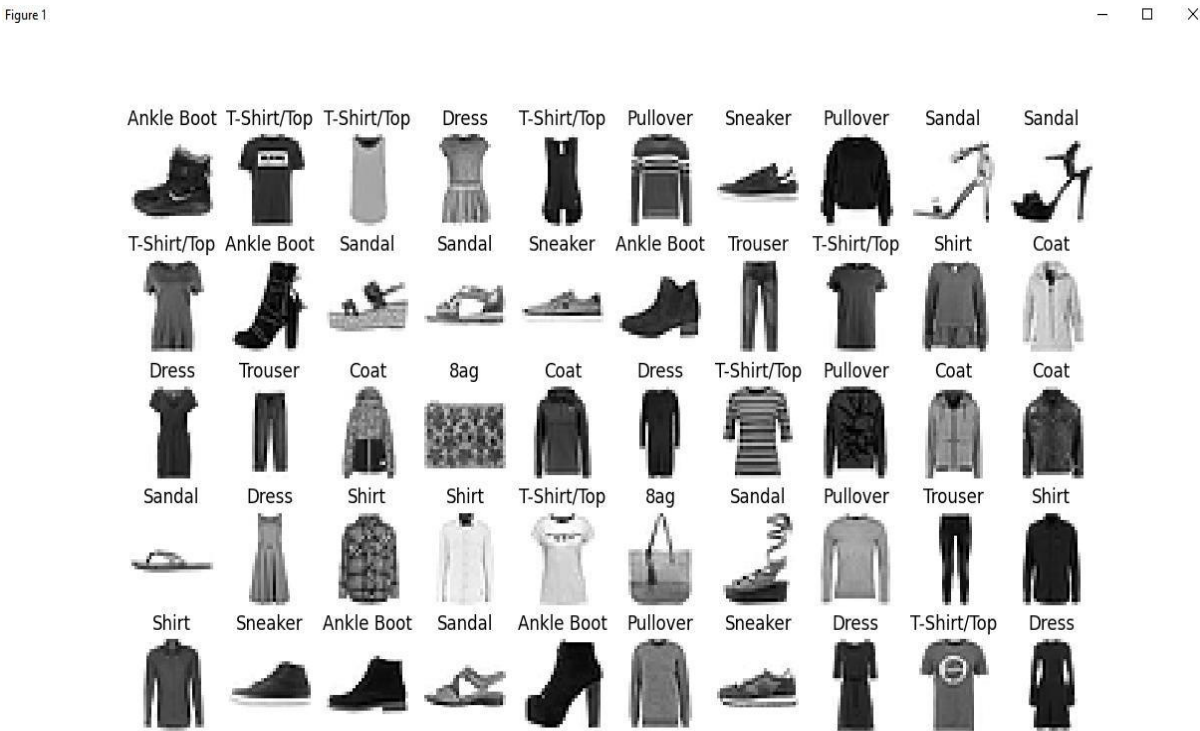 Figure 1
Ankle Boot T-Shirt/Top T-Shirt/Top Dress T-Shirt/Top Pullover Sneaker Pullover Sandal Sandal
T-Shirt/Top Ankle Boot Sandal Sandal Sneaker Ankle Boot Trouser T-Shirt/Top Shirt Coat
Dress Trouser Coat 8ag Coat Dress T-Shirt/Top Pullover Coat Coat
Sandal Dress Shirt Shirt T-Shirt/Top 8ag Sandal Pullover Trouser Shirt
Shirt Sneaker Ankle Boot Sandal Ankle Boot Pullover Sneaker Dress T-Shirt/Top Dress